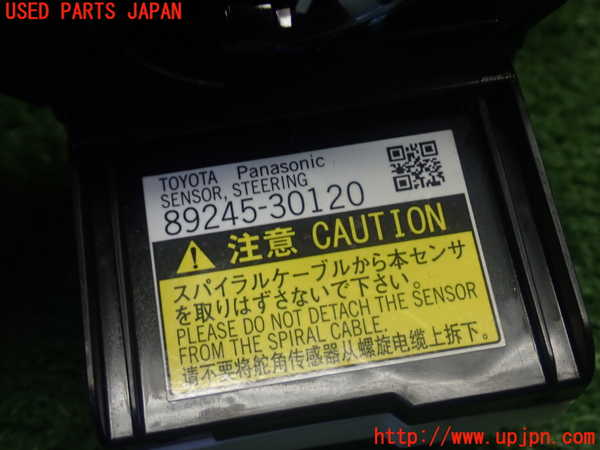 USED PARTS JAPAN
TOYOTA Panasonic
SENSOR, STEERING
89245-30120
注意 CAUTION
スパイラルケーブルから本センサ
を取りはずさないで下さい。
PLEASE DO NOT DETACH THE SENSOR
FROM THE SPIRAL CABLE.
请不要将舵角传感器从螺旋电缆上拆下。
http://www.upjpn.com